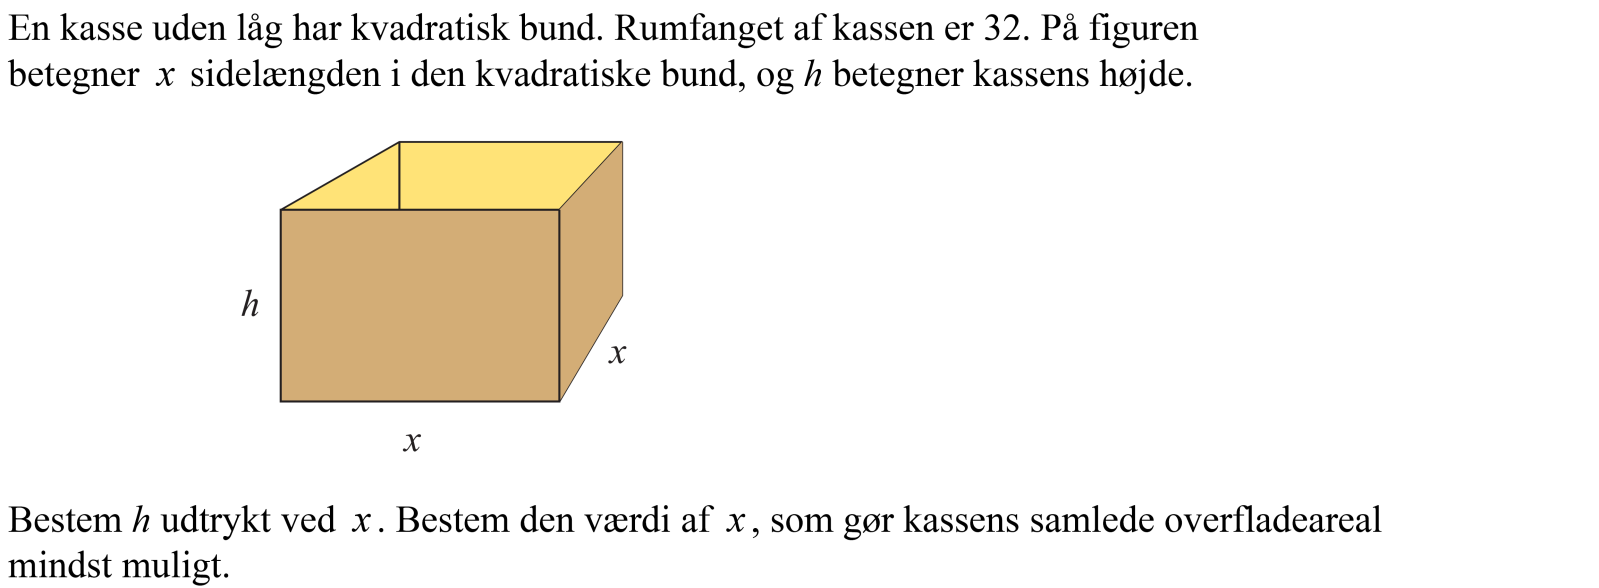 En kasse uden låg har kvadratisk bund. Rumfanget af kassen er 32. På figuren
betegner x sidelængden i den kvadratiske bund, og h betegner kassens højde.
h
x
x
Bestem h udtrykt ved x. Bestem den værdi af x, som gør kassens samlede overfladeareal
mindst muligt.